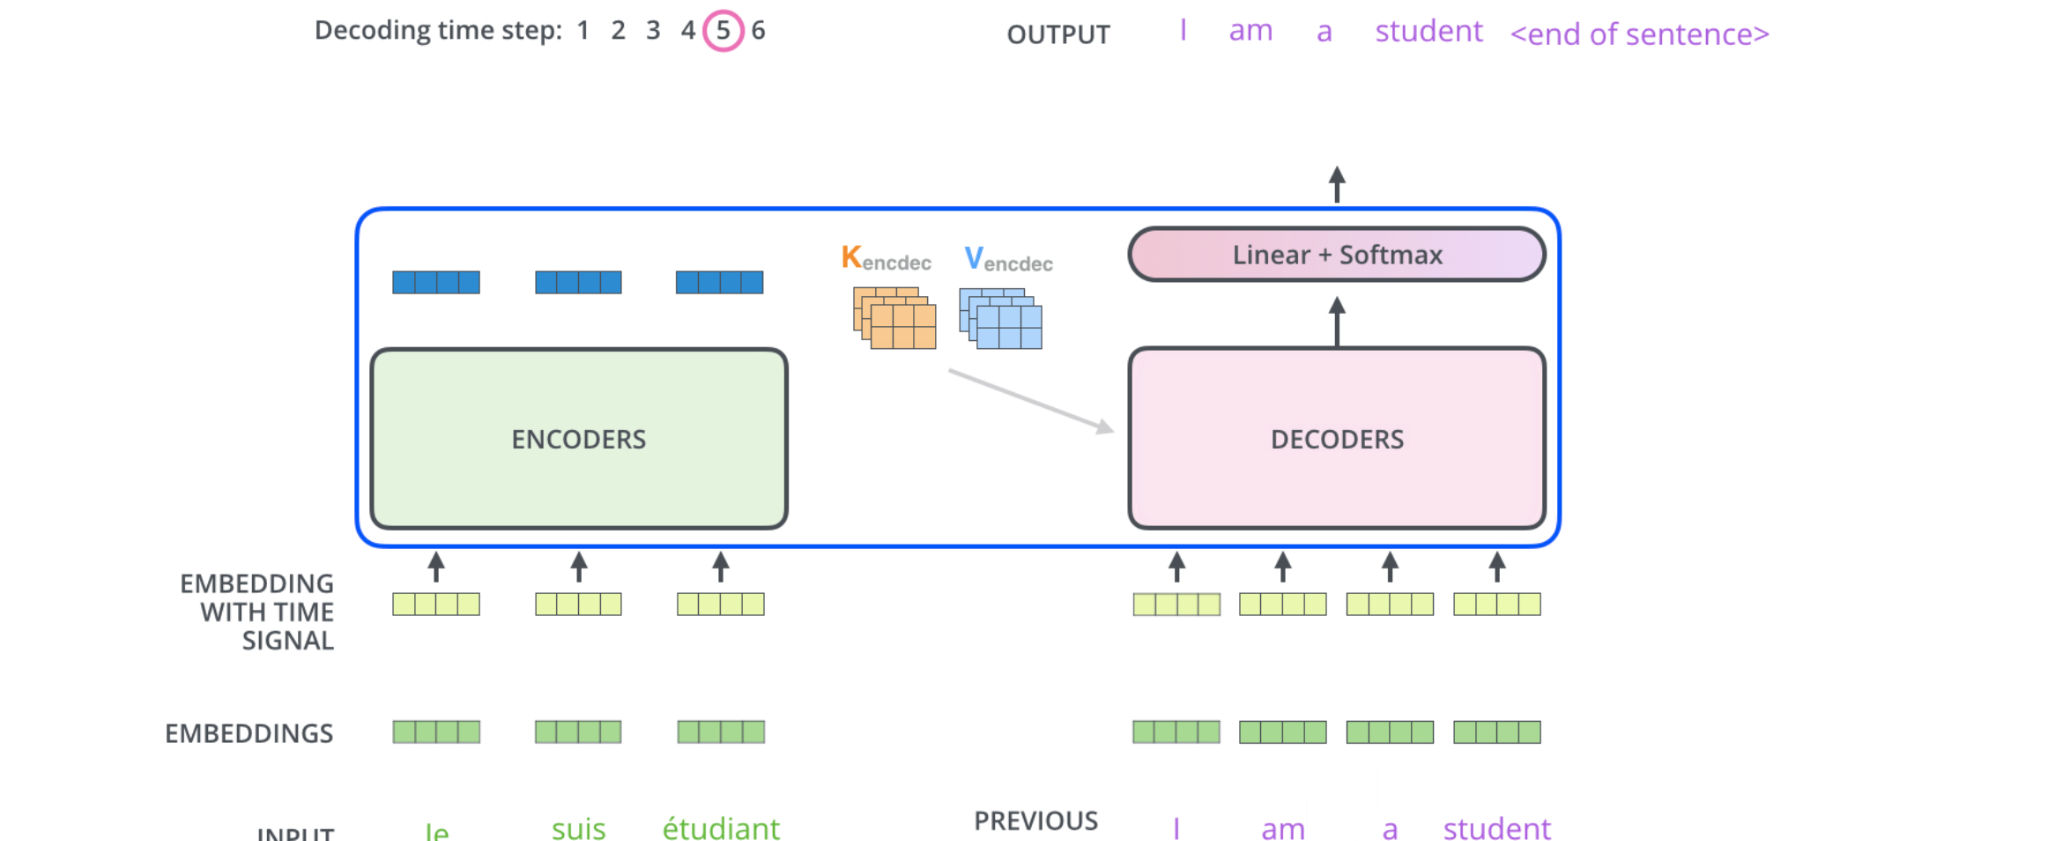 Decoding time step: 1 2 3 4 5 6
OUTPUT I am a student <end of sentence>
Kencdec Vencdec
Linear + Softmax
ENCODERS
DECODERS
EMBEDDING
WITH TIME
SIGNAL
EMBEDDINGS
INPUT Je suis étudiant
PREVIOUS I am a student